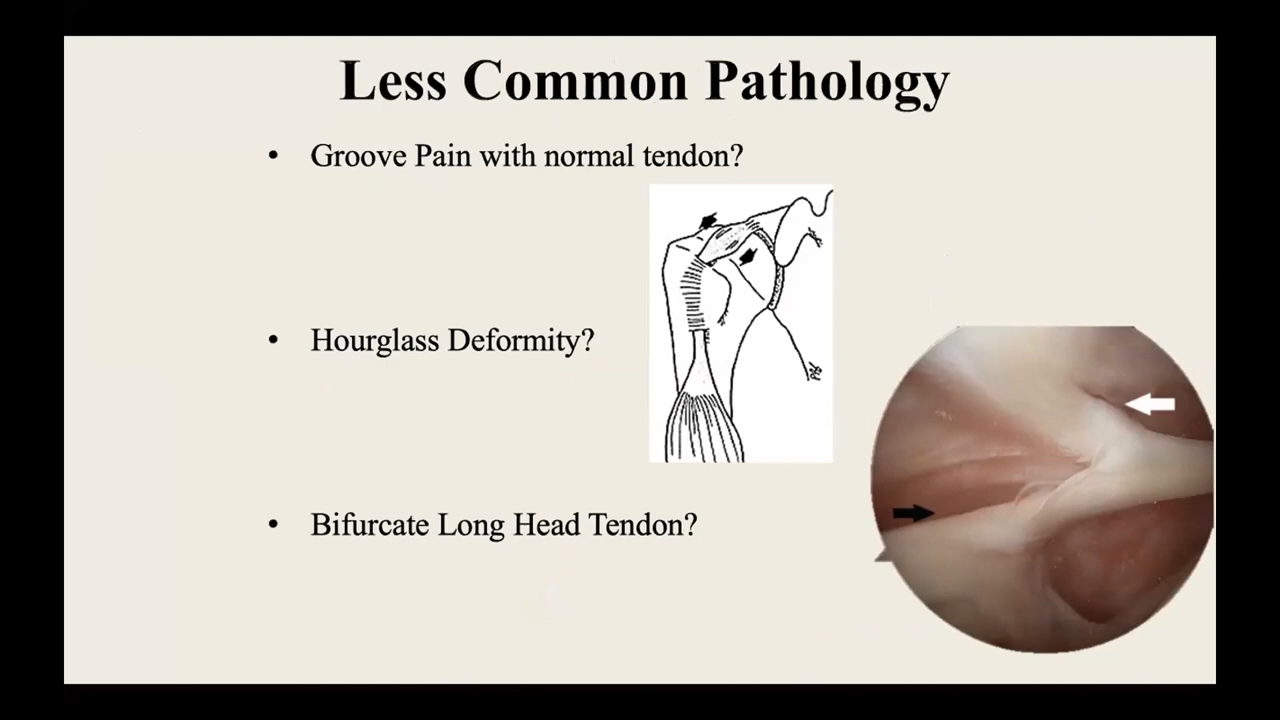 Less Common Pathology
• Groove Pain with normal tendon?
• Hourglass Deformity?
• Bifurcate Long Head Tendon?